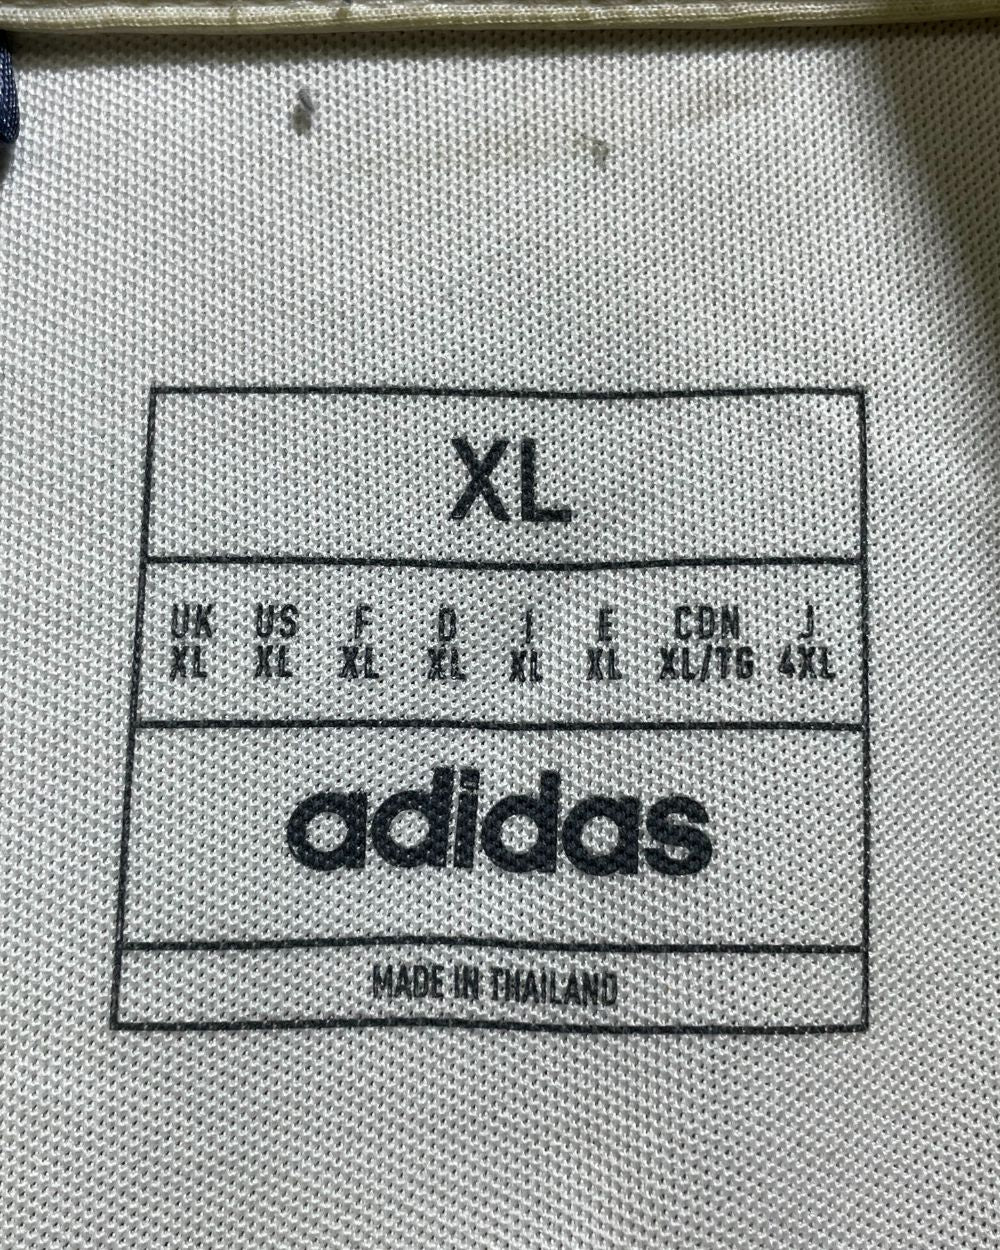 XL
UK US F D I E CDN J
XL XL XL XL XL XL XL/TG 4XL
adidas
MADE IN THAILAND